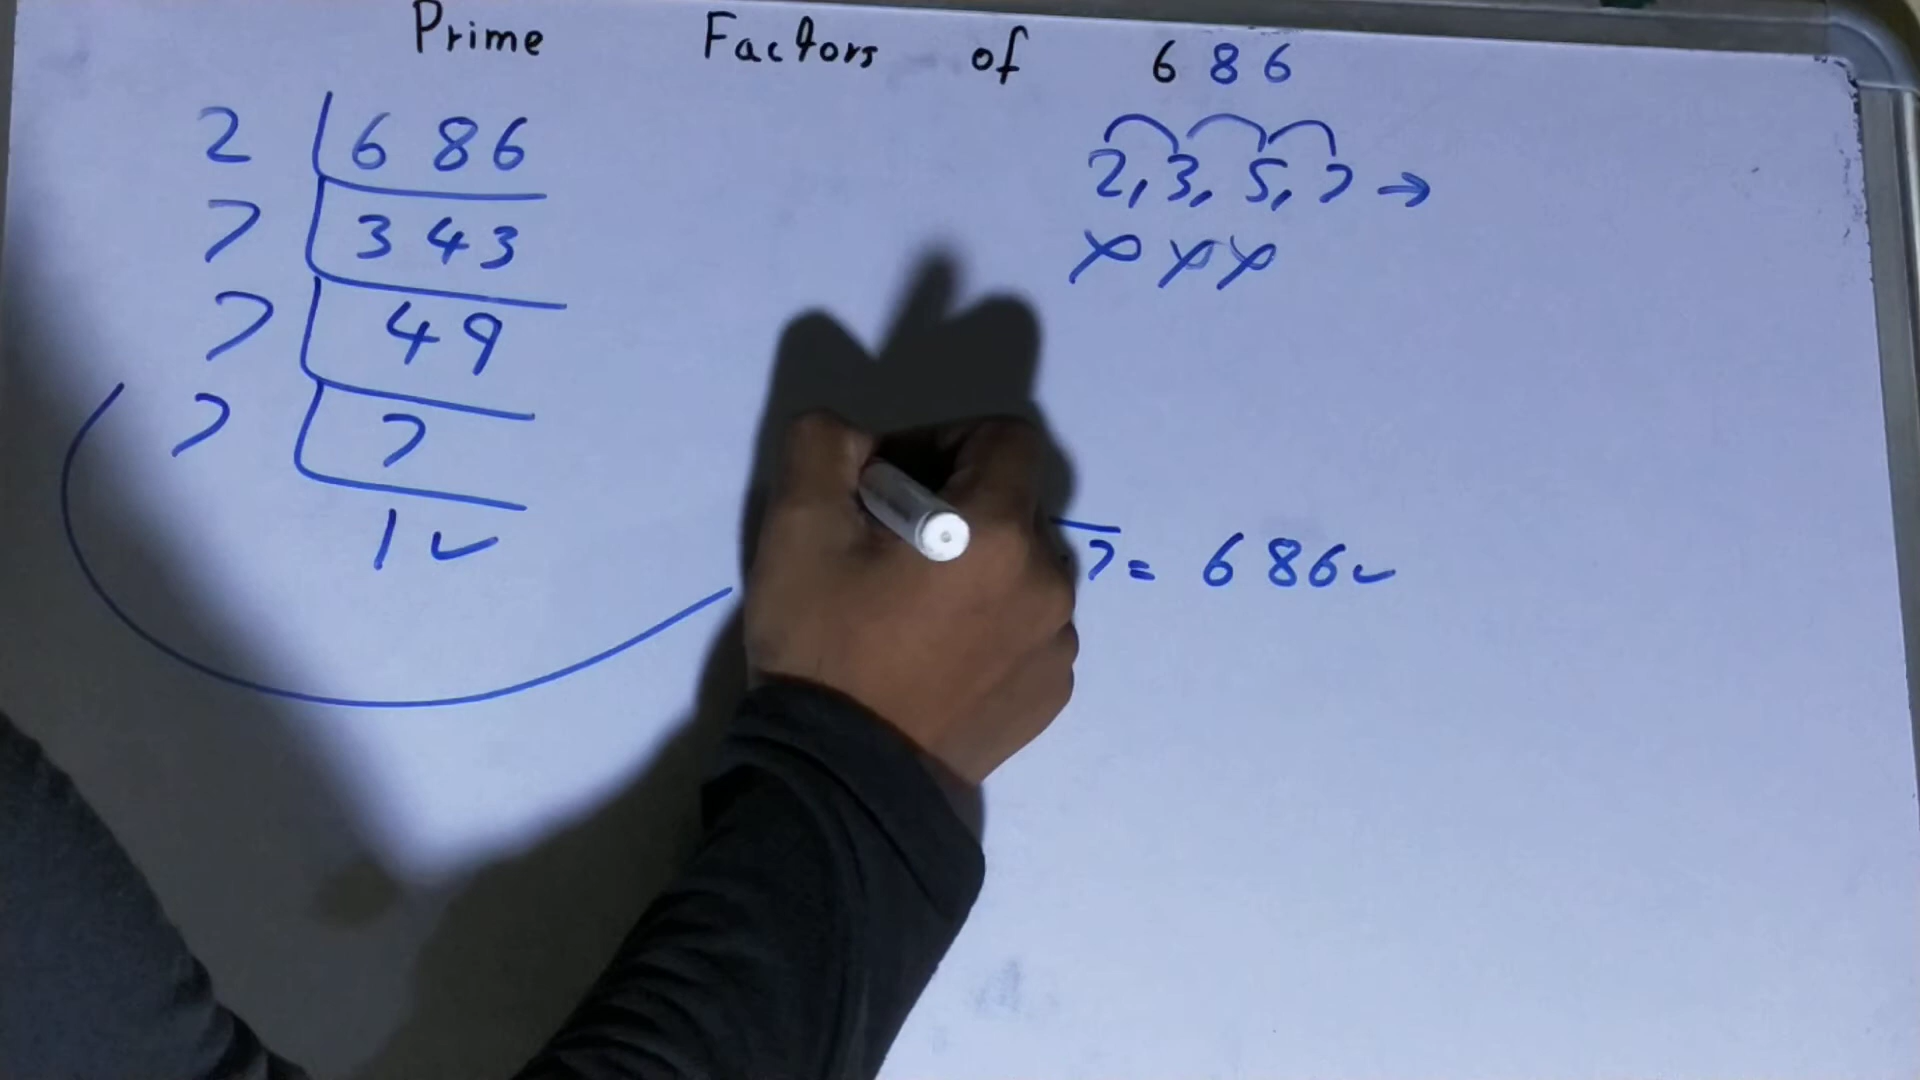 Prime Factors of 686
2 686
7 343
7 49
7 7
1 ✓
2, 3, 5, 7 →
× × ×
7 = 686 ✓